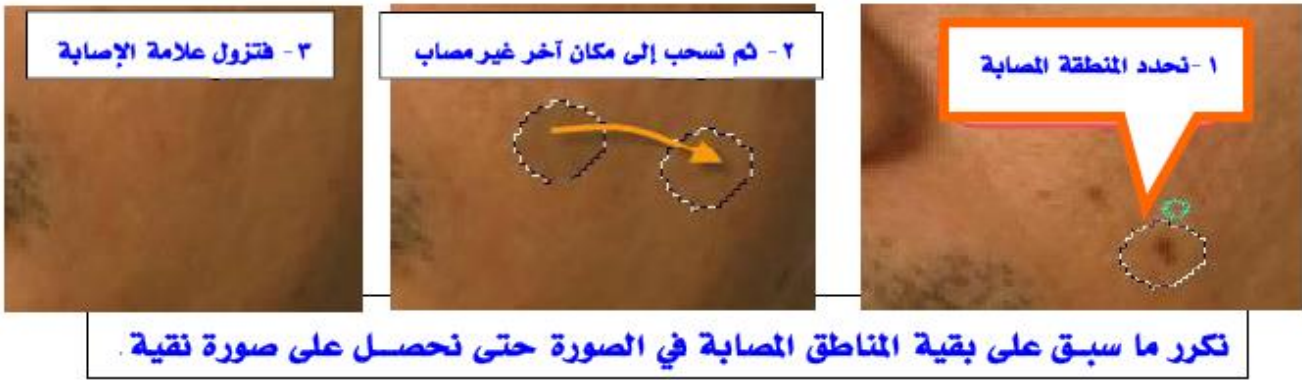 ١ -نحدد المنطقة المصابة
٢- ثم نسحب إلى مكان آخر غير مصاب
٣- فتزول علامة الإصابة
نكرر ما سبق على بقية المناطق المصابة في الصورة حتى نحصل على صورة نقية .